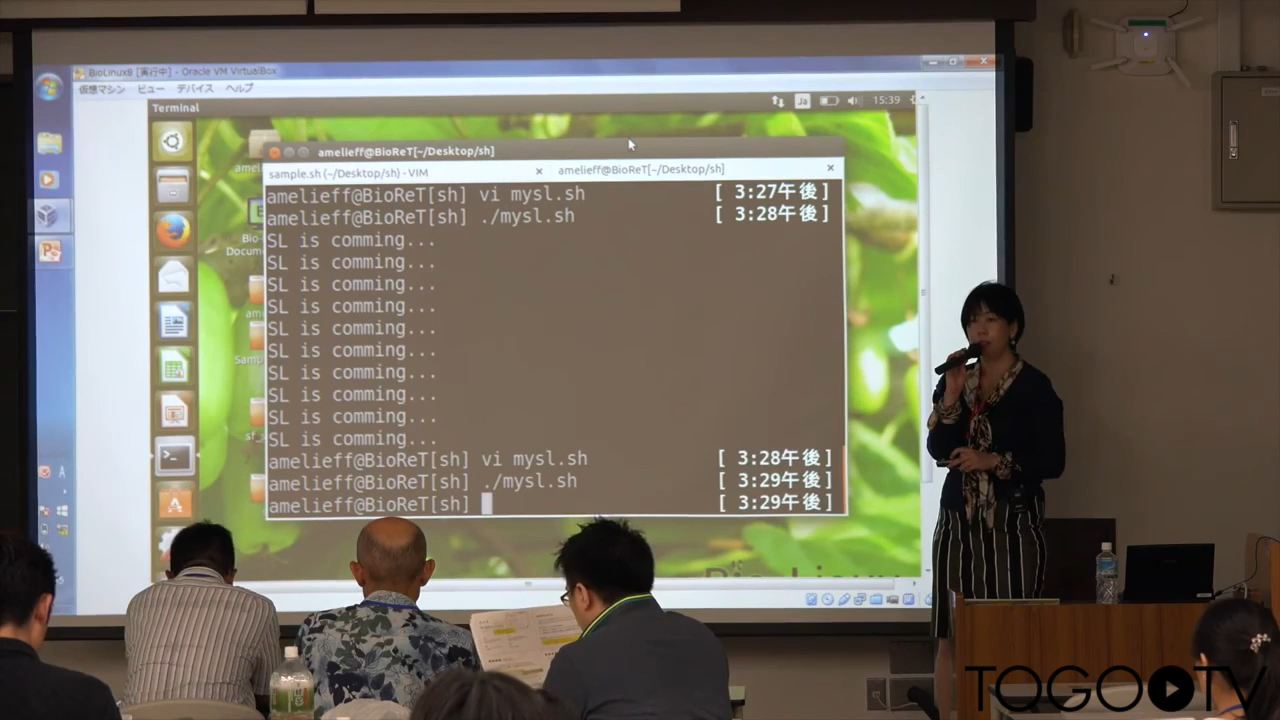 BioLinux8 [実行中] - Oracle VM VirtualBox
仮想マシン ビュー デバイス ヘルプ
Terminal
Ja
15:39
amelieff@BioReT[~/Desktop/sh]
sample.sh (~/Desktop/sh) - VIM
amelieff@BioReT[~/Desktop/sh]
amelieff@BioReT[sh] vi mysl.sh [ 3:27午後]
amelieff@BioReT[sh] ./mysl.sh [ 3:28午後]
SL is comming...
SL is comming...
SL is comming...
SL is comming...
SL is comming...
SL is comming...
SL is comming...
SL is comming...
SL is comming...
SL is comming...
amelieff@BioReT[sh] vi mysl.sh [ 3:28午後]
amelieff@BioReT[sh] ./mysl.sh [ 3:29午後]
amelieff@BioReT[sh] [ 3:29午後]
TOGOTV